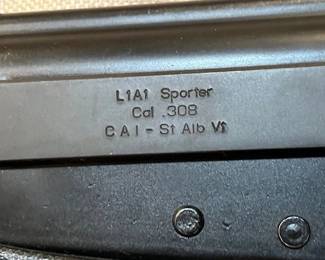 L1A1 Sporter
Cal .308
C A I - St Alb Vt